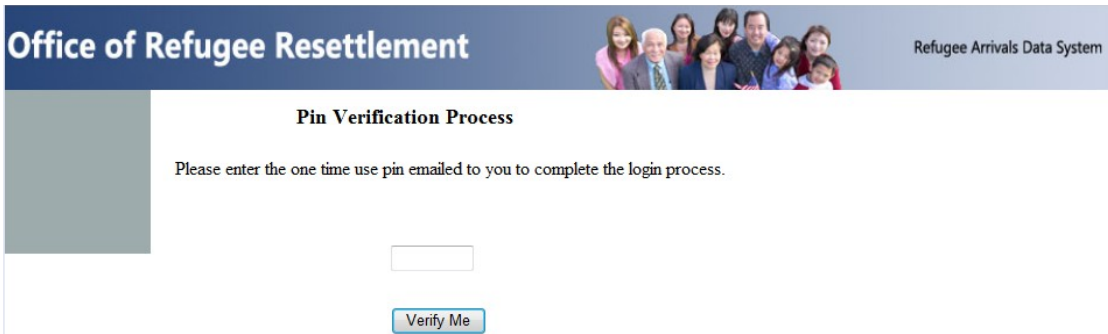 Office of Refugee Resettlement
Refugee Arrivals Data System
Pin Verification Process
Please enter the one time use pin emailed to you to complete the login process.
Verify Me